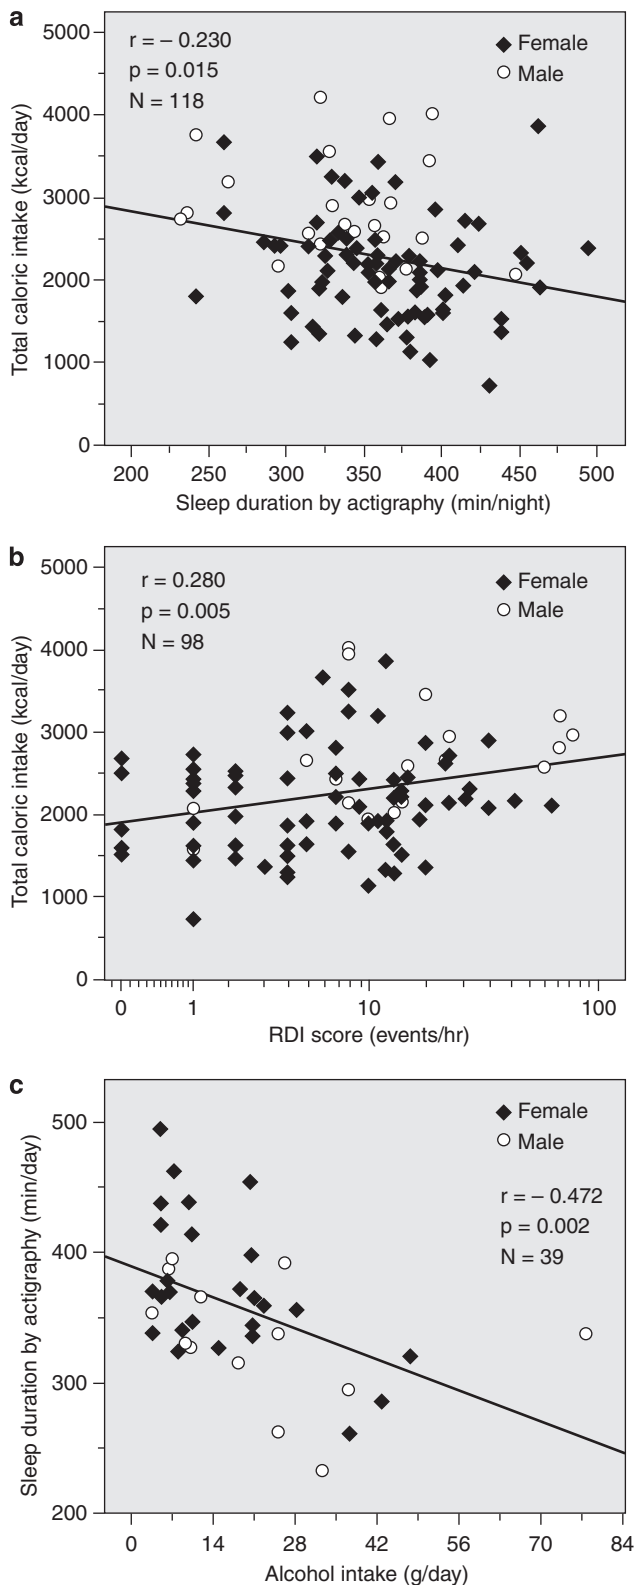 a
5000
4000
3000
2000
1000
0
Total caloric intake (kcal/day)
r = – 0.230
p = 0.015
N = 118
Female
Male
200 250 300 350 400 450 500
Sleep duration by actigraphy (min/night)
b
5000
4000
3000
2000
1000
0
Total caloric intake (kcal/day)
r = 0.280
p = 0.005
N = 98
Female
Male
0 1 10 100
RDI score (events/hr)
c
500
400
300
200
Sleep duration by actigraphy (min/day)
Female
Male
r = – 0.472
p = 0.002
N = 39
0 14 28 42 56 70 84
Alcohol intake (g/day)